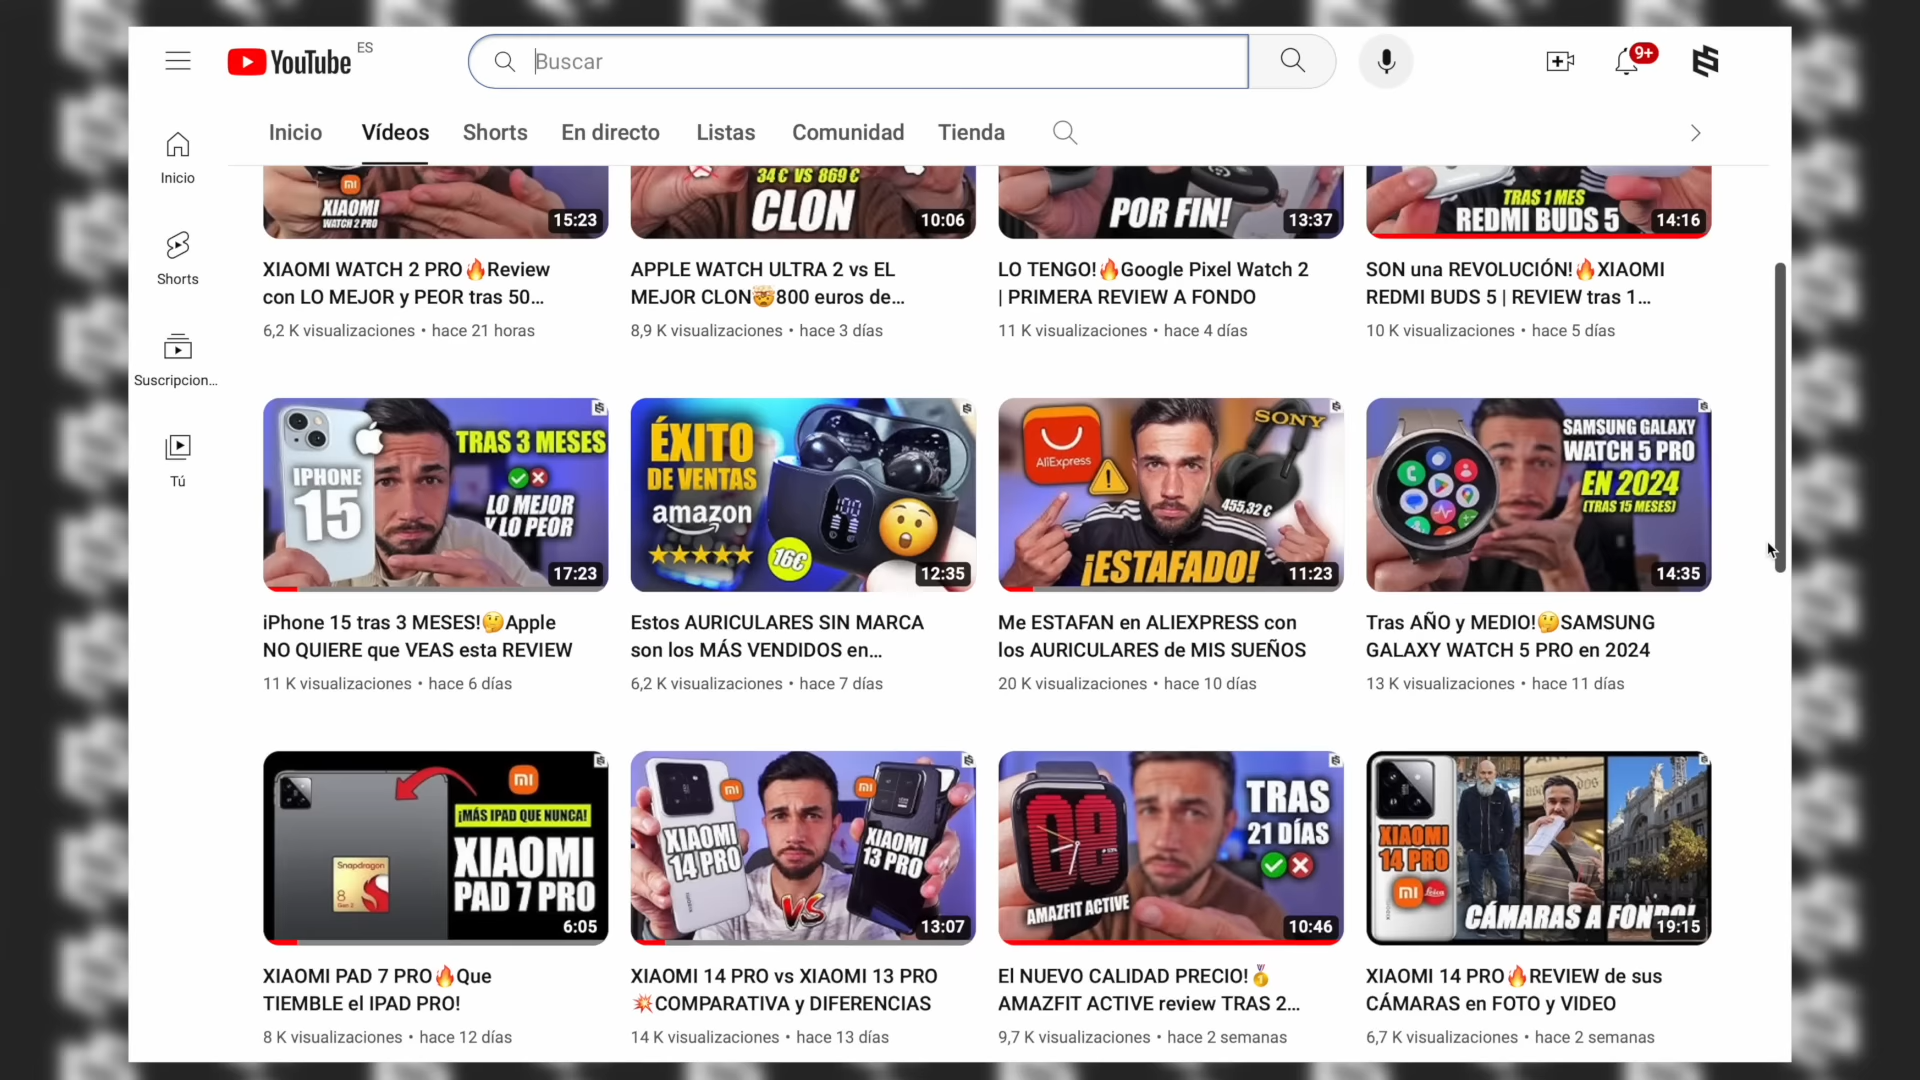 YouTube ES
Buscar
9+
Inicio Vídeos Shorts En directo Listas Comunidad Tienda
Inicio
Shorts
Suscripcion...
Tú
XIAOMI
WATCH 2 PRO
15:23
34€ VS 869€
CLON
10:06
POR FIN!
13:37
TRAS 1 MES
REDMI BUDS 5
14:16
XIAOMI WATCH 2 PRO🔥Review
con LO MEJOR y PEOR tras 50...
6,2 K visualizaciones • hace 21 horas
APPLE WATCH ULTRA 2 vs EL
MEJOR CLON🤯800 euros de...
8,9 K visualizaciones • hace 3 días
LO TENGO!🔥Google Pixel Watch 2
| PRIMERA REVIEW A FONDO
11 K visualizaciones • hace 4 días
SON una REVOLUCIÓN!🔥XIAOMI
REDMI BUDS 5 | REVIEW tras 1...
10 K visualizaciones • hace 5 días
IPHONE
15
TRAS 3 MESES
LO MEJOR
Y LO PEOR
17:23
ÉXITO
DE VENTAS
amazon
16€
100
12:35
AliExpress
SONY
455,32 €
¡ESTAFADO!
11:23
SAMSUNG GALAXY
WATCH 5 PRO
EN 2024
(TRAS 15 MESES)
14:35
iPhone 15 tras 3 MESES!🤔Apple
NO QUIERE que VEAS esta REVIEW
11 K visualizaciones • hace 6 días
Estos AURICULARES SIN MARCA
son los MÁS VENDIDOS en...
6,2 K visualizaciones • hace 7 días
Me ESTAFAN en ALIEXPRESS con
los AURICULARES de MIS SUEÑOS
20 K visualizaciones • hace 10 días
Tras AÑO y MEDIO!🤔SAMSUNG
GALAXY WATCH 5 PRO en 2024
13 K visualizaciones • hace 11 días
mi
¡MÁS IPAD QUE NUNCA!
XIAOMI
PAD 7 PRO
Snapdragon
8
Gen 3
6:05
mi
mi
XIAOMI
14 PRO
XIAOMI
13 PRO
VS
13:07
TRAS
21 DÍAS
AMAZFIT ACTIVE
10:46
XIAOMI
14 PRO
mi
Leica
CÁMARAS A FONDO!
19:15
XIAOMI PAD 7 PRO🔥Que
TIEMBLE el IPAD PRO!
8 K visualizaciones • hace 12 días
XIAOMI 14 PRO vs XIAOMI 13 PRO
💥COMPARATIVA y DIFERENCIAS
14 K visualizaciones • hace 13 días
El NUEVO CALIDAD PRECIO!🥇
AMAZFIT ACTIVE review TRAS 2...
9,7 K visualizaciones • hace 2 semanas
XIAOMI 14 PRO🔥REVIEW de sus
CÁMARAS en FOTO y VIDEO
6,7 K visualizaciones • hace 2 semanas